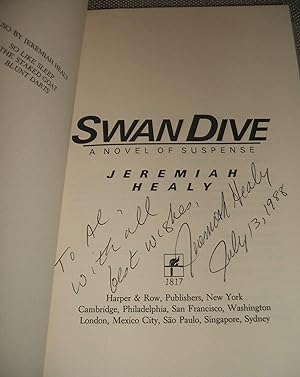 SO BY JEREMIAH HEALY
SO LIKE SLEEP
THE STAKED GOAT
BLUNT DARTS
SWAN DIVE
A NOVEL OF SUSPENSE
JEREMIAH
HEALY
To Al,
with all
best wishes,
Jeremiah Healy
July 13, 1988
1817
Harper & Row, Publishers, New York
Cambridge, Philadelphia, San Francisco, Washington
London, Mexico City, São Paulo, Singapore, Sydney